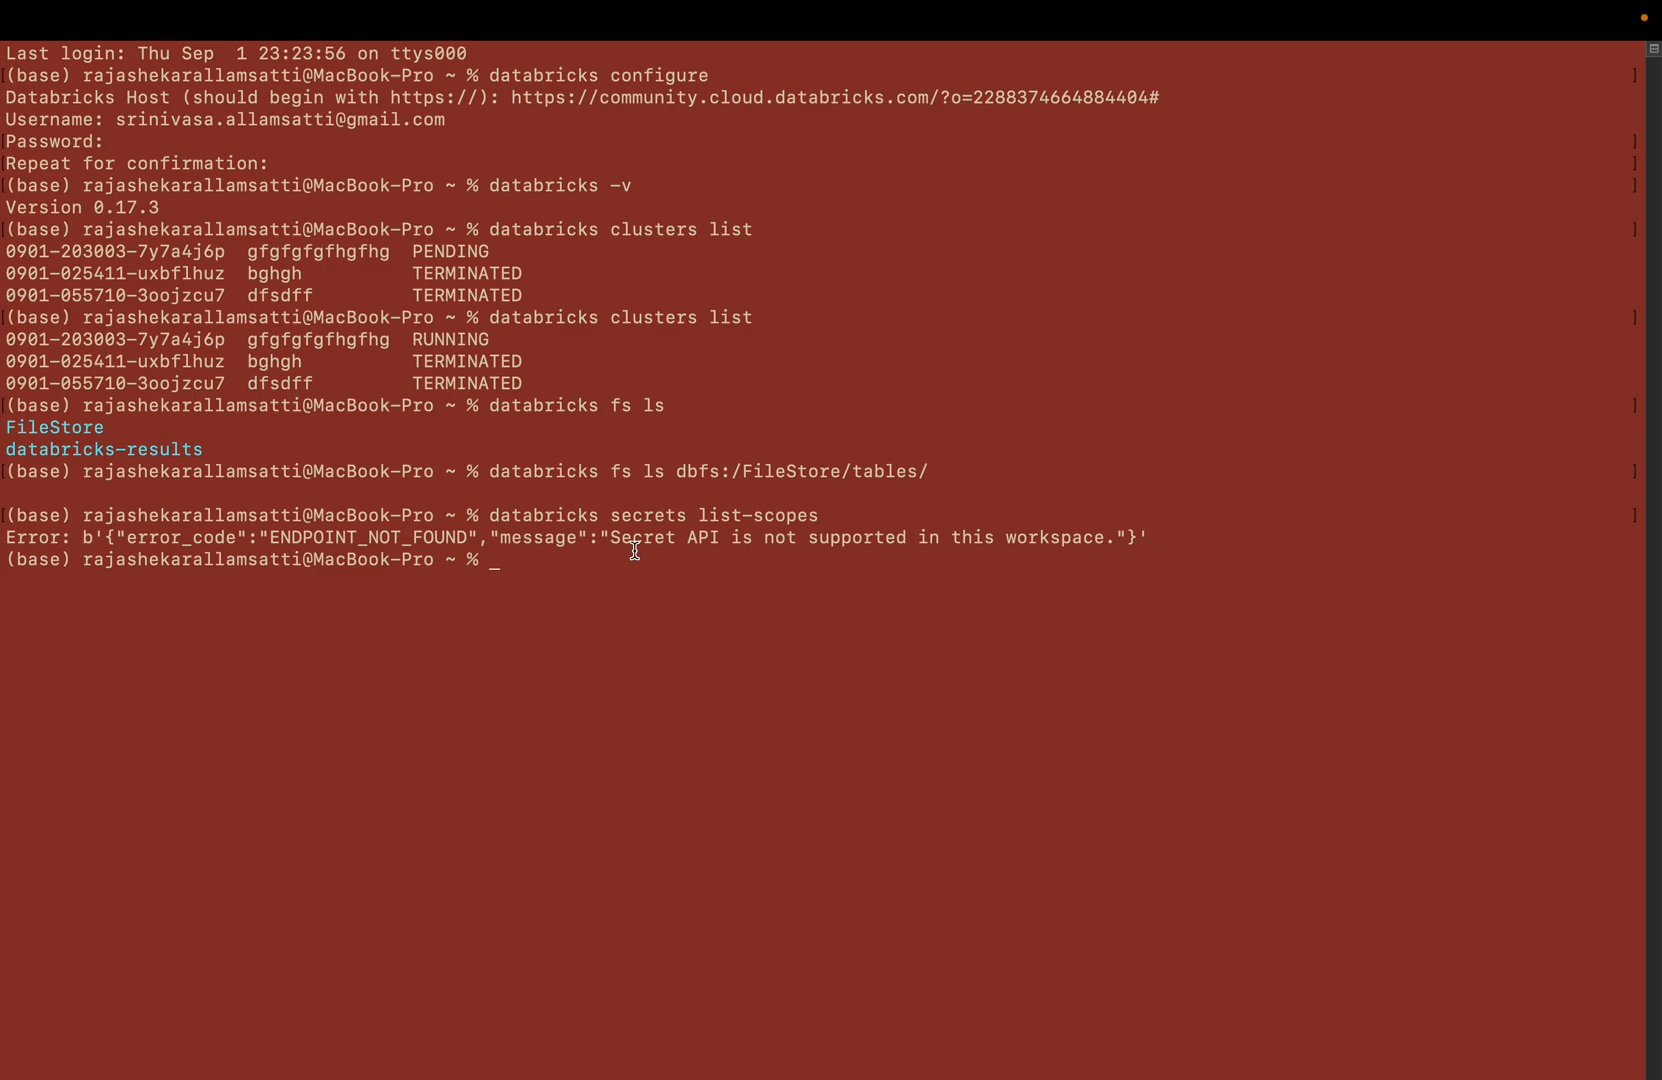 Last login: Thu Sep  1 23:23:56 on ttys000
(base) rajashekarallamsatti@MacBook-Pro ~ % databricks configure
Databricks Host (should begin with https://): https://community.cloud.databricks.com/?o=2288374664884404#
Username: srinivasa.allamsatti@gmail.com
Password:
Repeat for confirmation:
(base) rajashekarallamsatti@MacBook-Pro ~ % databricks -v
Version 0.17.3
(base) rajashekarallamsatti@MacBook-Pro ~ % databricks clusters list
0901-203003-7y7a4j6p  gfgfgfgfhgfhg  PENDING
0901-025411-uxbflhuz  bghgh          TERMINATED
0901-055710-3oojzcu7  dfsdff         TERMINATED
(base) rajashekarallamsatti@MacBook-Pro ~ % databricks clusters list
0901-203003-7y7a4j6p  gfgfgfgfhgfhg  RUNNING
0901-025411-uxbflhuz  bghgh          TERMINATED
0901-055710-3oojzcu7  dfsdff         TERMINATED
(base) rajashekarallamsatti@MacBook-Pro ~ % databricks fs ls
FileStore
databricks-results
(base) rajashekarallamsatti@MacBook-Pro ~ % databricks fs ls dbfs:/FileStore/tables/
(base) rajashekarallamsatti@MacBook-Pro ~ % databricks secrets list-scopes
Error: b'{"error_code":"ENDPOINT_NOT_FOUND","message":"Secret API is not supported in this workspace."}'
(base) rajashekarallamsatti@MacBook-Pro ~ % _